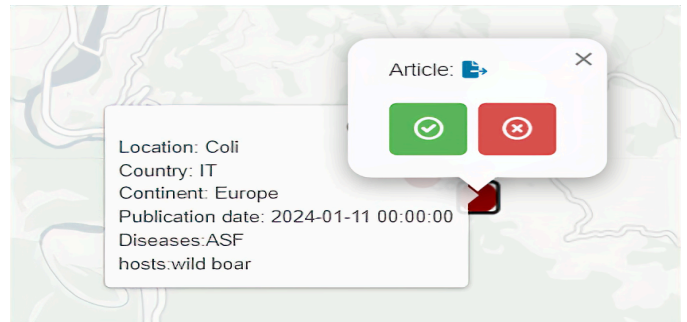 Article:
Location: Coli
Country: IT
Continent: Europe
Publication date: 2024-01-11 00:00:00
Diseases:ASF
hosts:wild boar